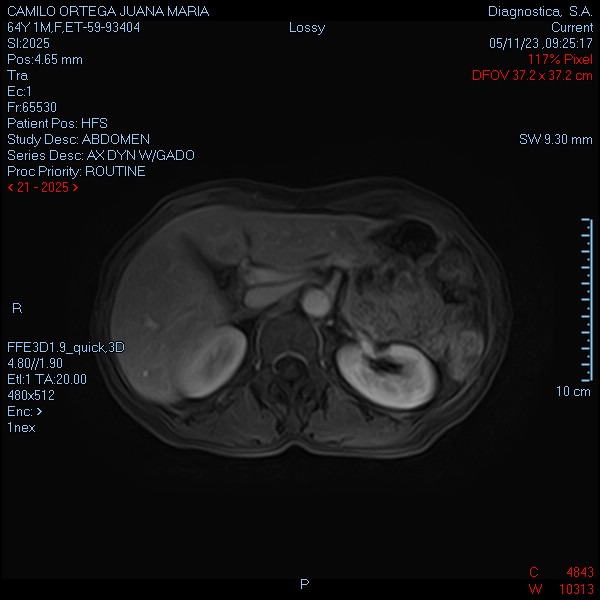 CAMILO ORTEGA JUANA MARIA
64Y 1M,F,ET-59-93404
SI:2025
Pos:4.65 mm
Tra
Ec:1
Fr:65530
Patient Pos: HFS
Study Desc: ABDOMEN
Series Desc: AX DYN W/GADO
Proc Priority: ROUTINE
< 21 - 2025 >
Lossy
Diagnostica, S.A.
Current
05/11/23 ,09:25:17
117% Pixel
DFOV 37.2 x 37.2 cm
SW 9.30 mm
R
FFE3D1.9_quick,3D
4.80//1.90
Etl:1 TA:20.00
480x512
Enc: >
1nex
10 cm
P
C 4843
W 10313